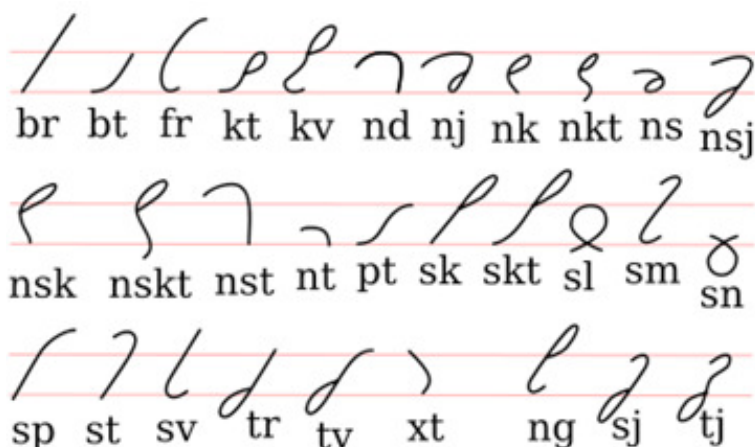 br bt fr kt kv nd nj nk nkt ns nsj
nsk nskt nst nt pt sk skt sl sm sn
sp st sv tr tv xt ng sj tj